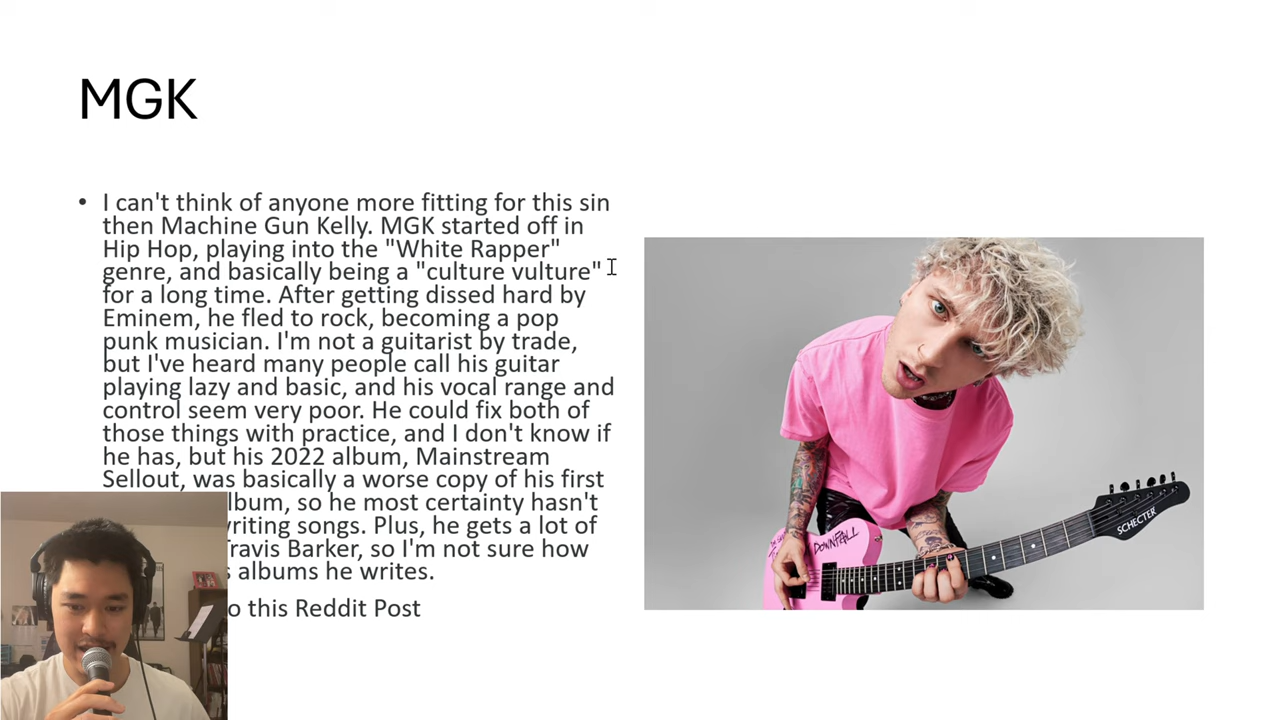 MGK
• I can't think of anyone more fitting for this sin
then Machine Gun Kelly. MGK started off in
Hip Hop, playing into the "White Rapper"
genre, and basically being a "culture vulture"
for a long time. After getting dissed hard by
Eminem, he fled to rock, becoming a pop
punk musician. I'm not a guitarist by trade,
but I've heard many people call his guitar
playing lazy and basic, and his vocal range and
control seem very poor. He could fix both of
those things with practice, and I don't know if
he has, but his 2022 album, Mainstream
Sellout, was basically a worse copy of his first
lbum, so he most certainty hasn't
writing songs. Plus, he gets a lot of
Travis Barker, so I'm not sure how
s albums he writes.
o this Reddit Post
DOWNFALL
SCHECTER